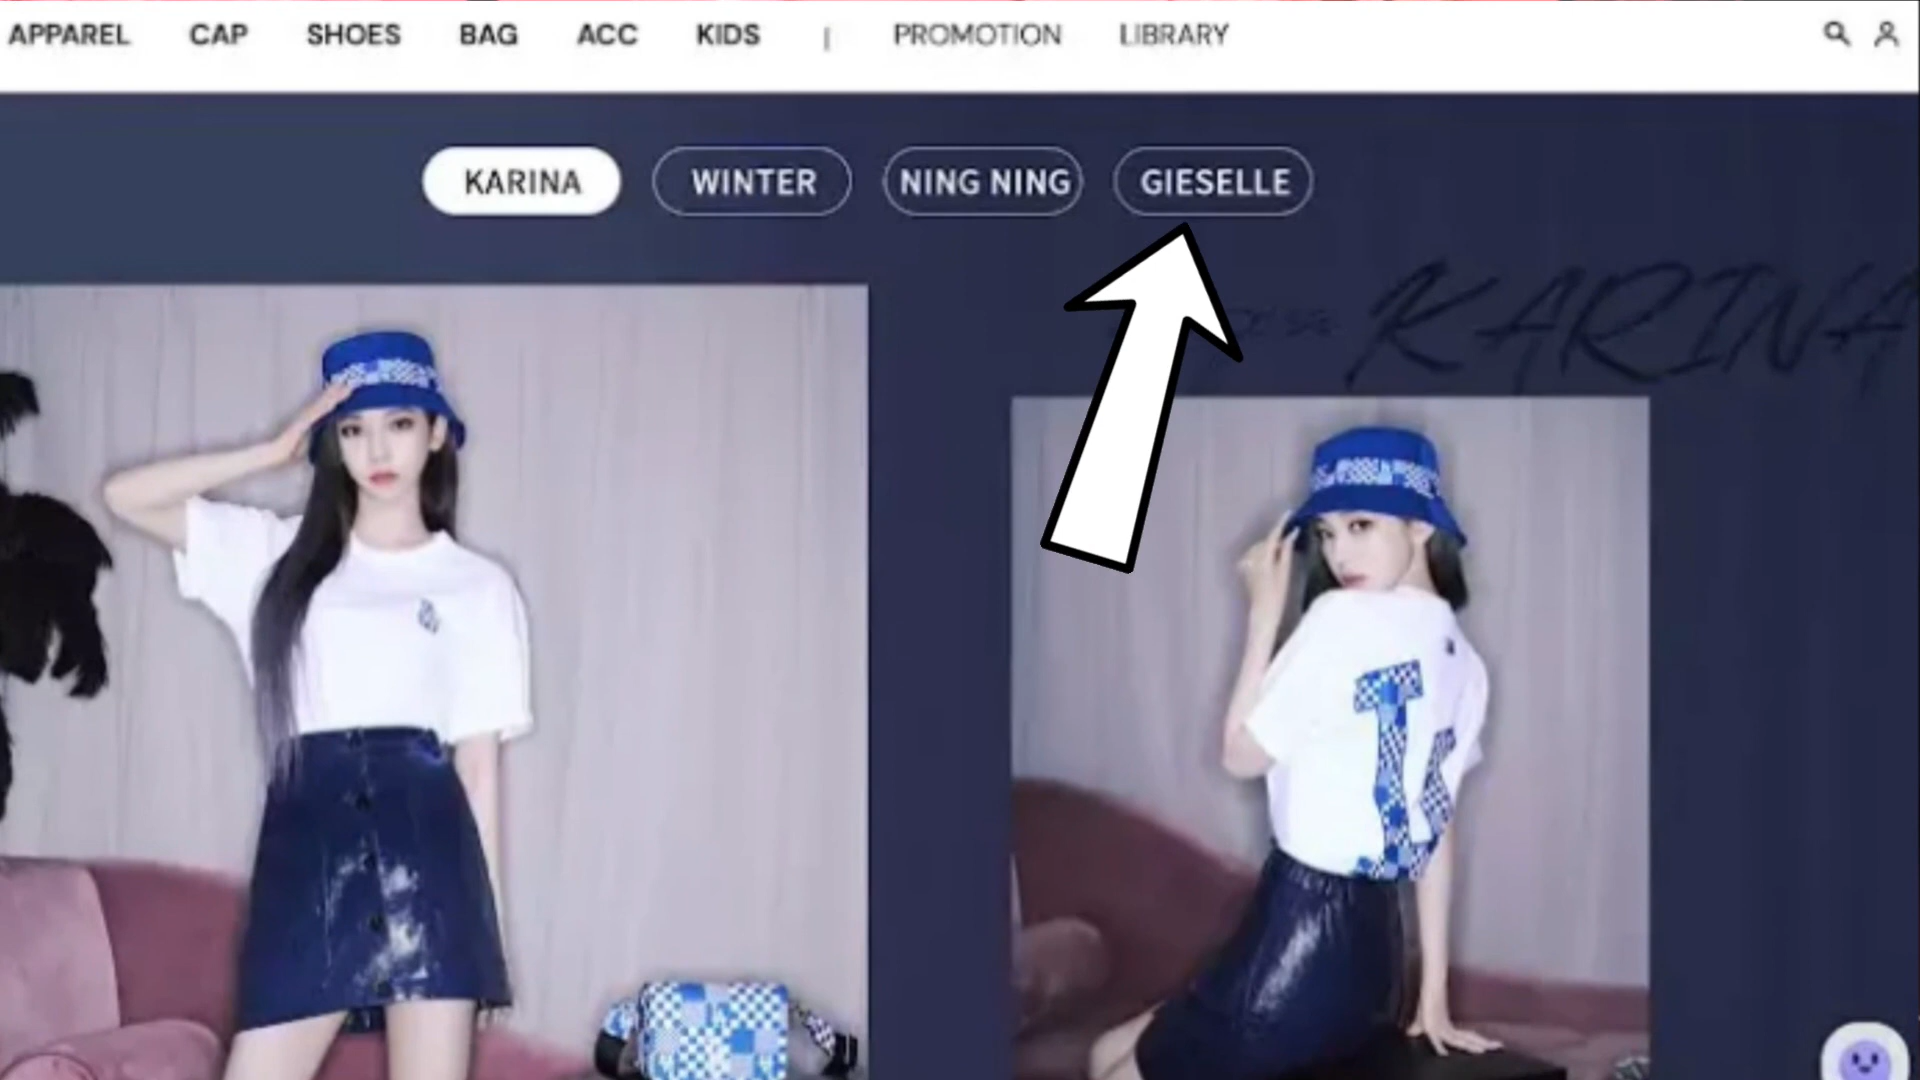 APPAREL CAP SHOES BAG ACC KIDS | PROMOTION LIBRARY
KARINA WINTER NING NING GIESELLE
KARINA